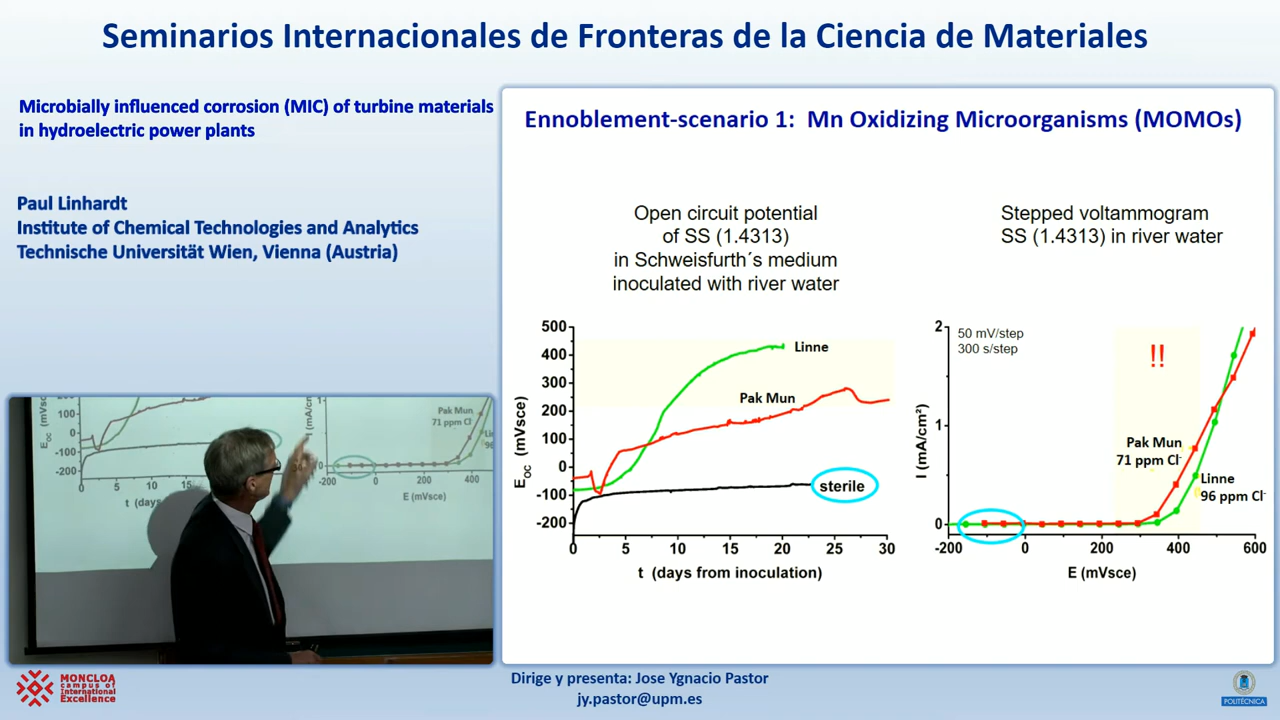 Seminarios Internacionales de Fronteras de la Ciencia de Materiales
Microbially influenced corrosion (MIC) of turbine materials
in hydroelectric power plants
Paul Linhardt
Institute of Chemical Technologies and Analytics
Technische Universität Wien, Vienna (Austria)
Ennoblement-scenario 1: Mn Oxidizing Microorganisms (MOMOs)
Open circuit potential
of SS (1.4313)
in Schweisfurth´s medium
inoculated with river water
500
400
300
200
100
0
-100
-200
E_OC (mVsce)
Linne
Pak Mun
sterile
0 5 10 15 20 25 30
t (days from inoculation)
Stepped voltammogram
SS (1.4313) in river water
2
1
0
I (mA/cm²)
50 mV/step
300 s/step
!!
Pak Mun
71 ppm Cl-
Linne
96 ppm Cl-
-200 0 200 400 600
E (mVsce)
100
0
-100
-200
0 5 10 15
t (days
Pak Mun
71 ppm Cl
-200 0 200 400
E (mVsce)
MONCLOA
campus of
International
Excellence
Dirige y presenta: Jose Ygnacio Pastor
jy.pastor@upm.es
POLITÉCNICA